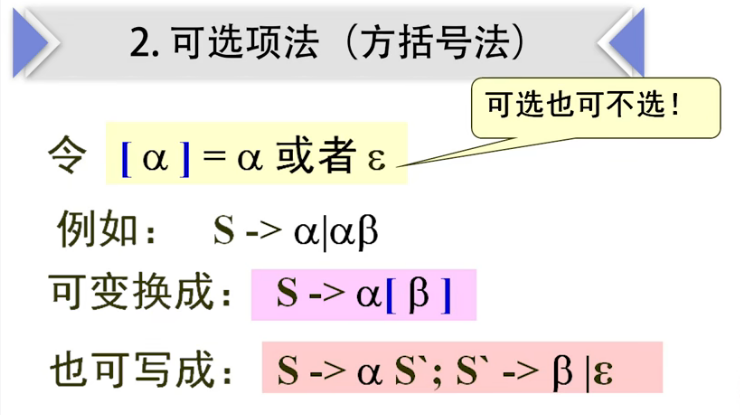 2. 可选项法（方括号法）
可选也可不选！
令 [ α ] = α 或者 ε
例如： S -> α|αβ
可变换成： S -> α[ β ]
也可写成： S -> α S`; S` -> β |ε